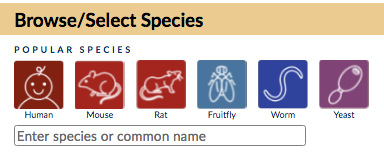 Browse/Select Species
POPULAR SPECIES
Human Mouse Rat Fruitfly Worm Yeast
Enter species or common name